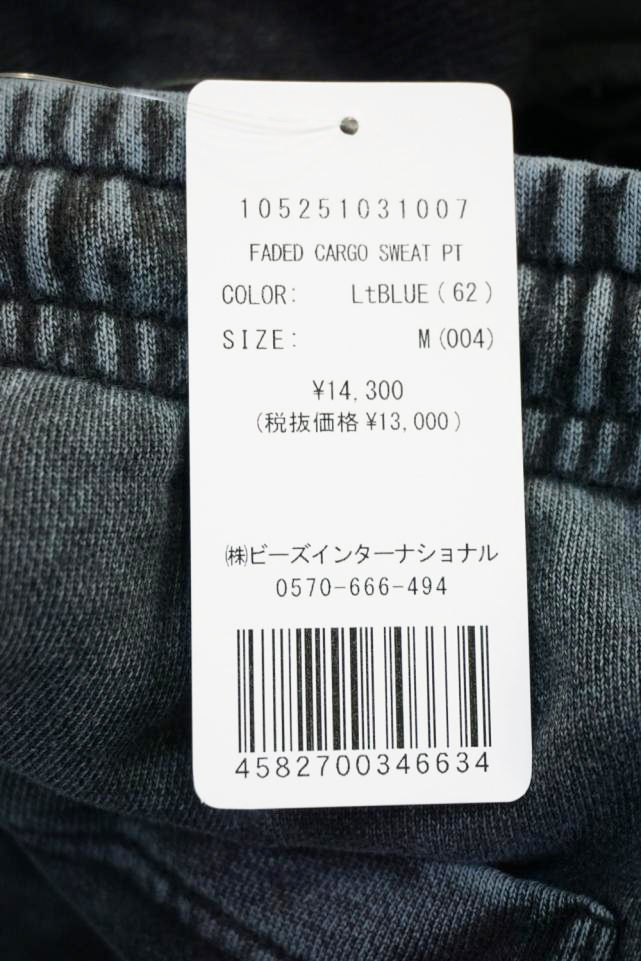 105251031007
FADED CARGO SWEAT PT
COLOR: LtBLUE(62)
SIZE: M(004)
¥14,300
(税抜価格¥13,000)
㈱ビーズインターナショナル
0570-666-494
4582700346634